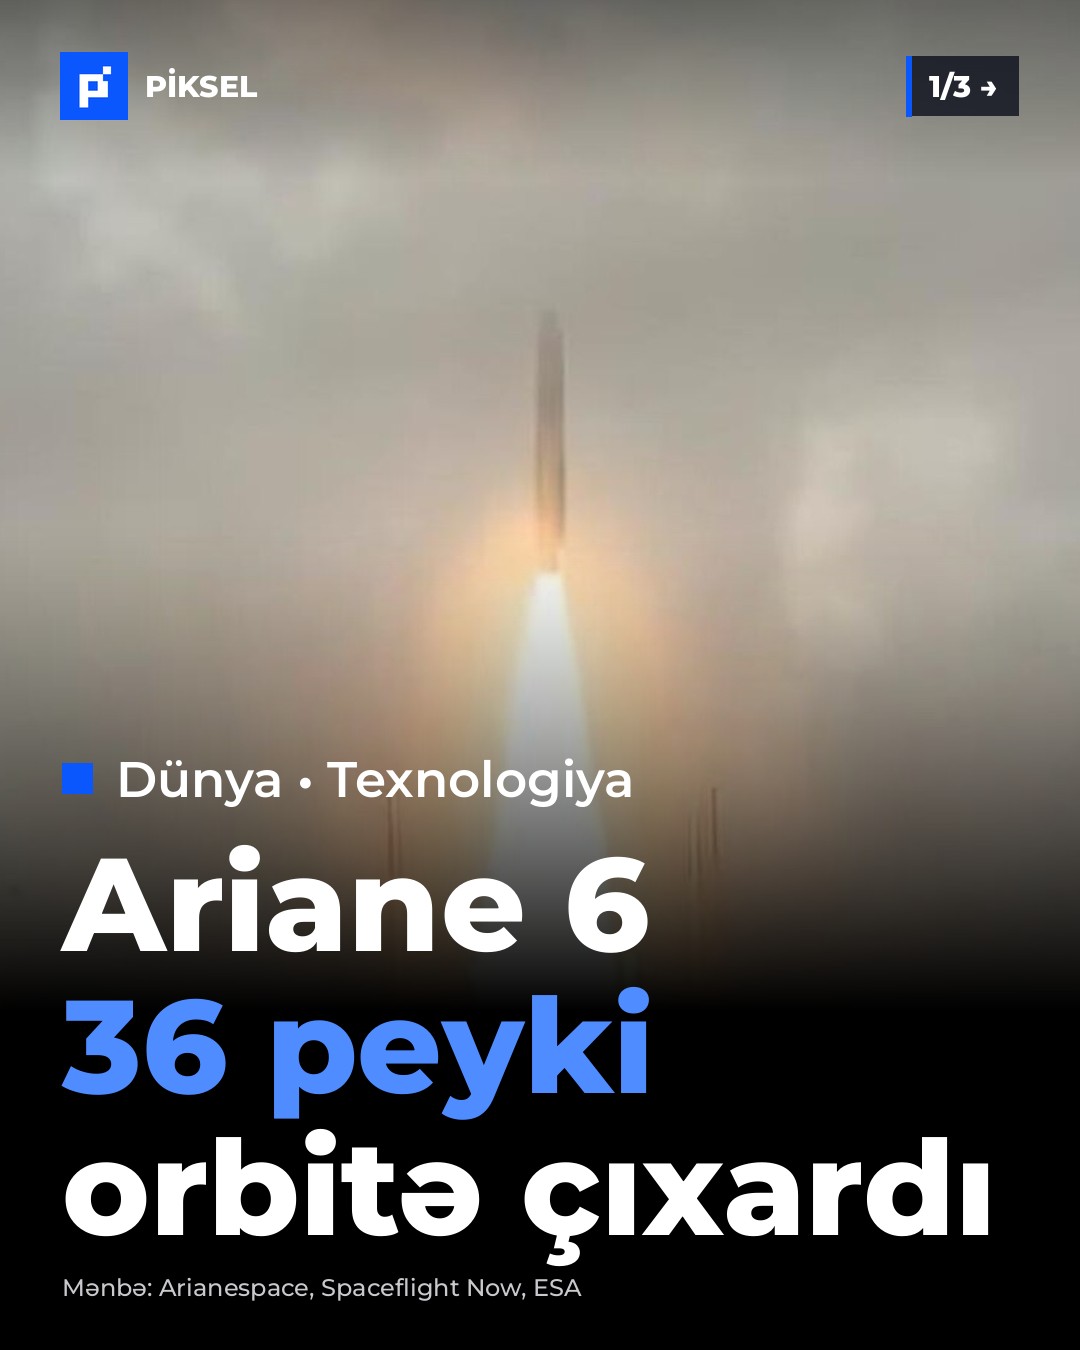 PİKSEL
1/3 →
Dünya • Texnologiya
Ariane 6
36 peyki
orbitə çıxardı
Mənbə: Arianespace, Spaceflight Now, ESA